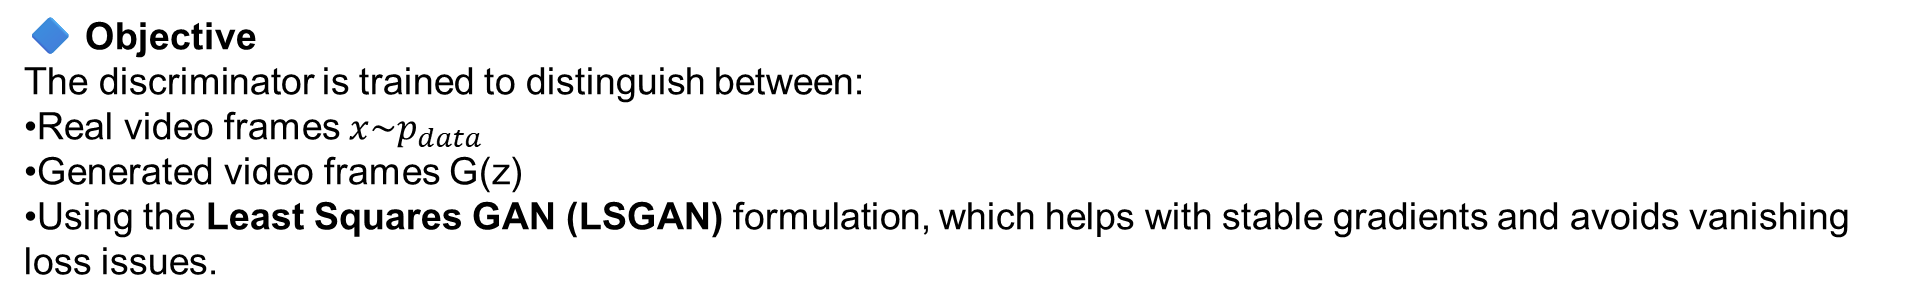 🔷 Objective
The discriminator is trained to distinguish between:
•Real video frames x~p_data
•Generated video frames G(z)
•Using the Least Squares GAN (LSGAN) formulation, which helps with stable gradients and avoids vanishing
loss issues.